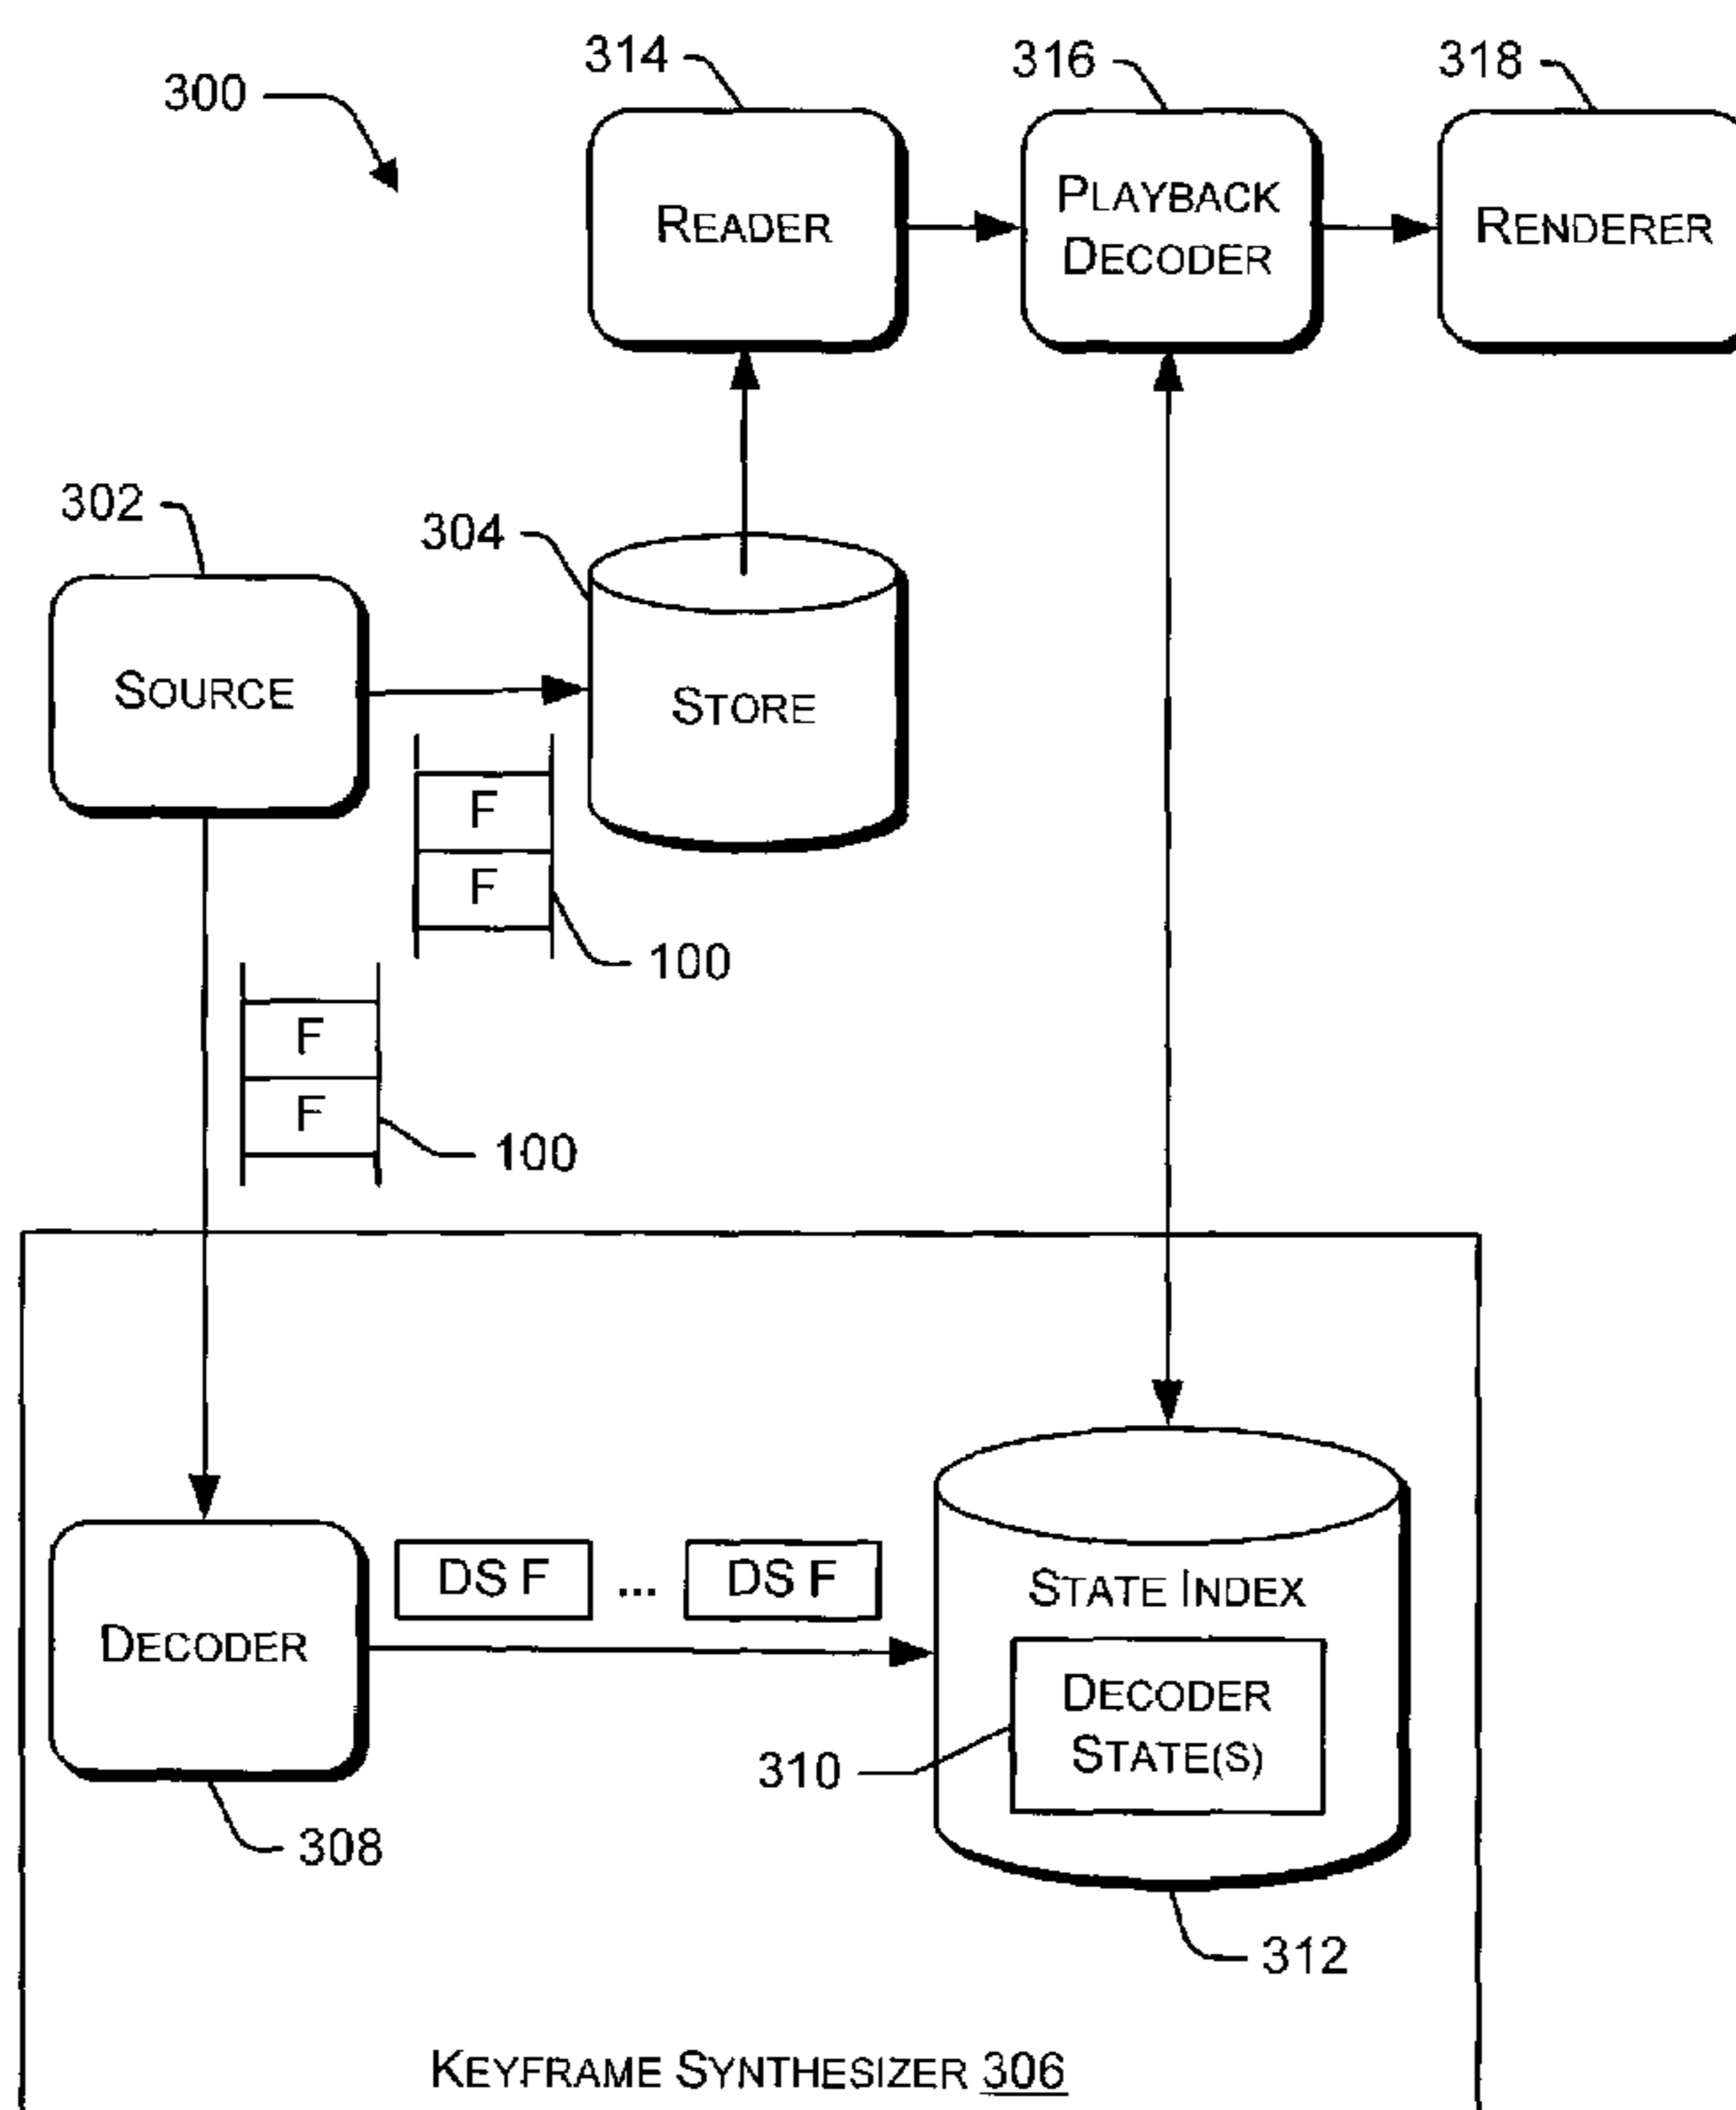 314
316
318
300
READER
PLAYBACK
DECODER
RENDERER
302
304
SOURCE
STORE
F
F
100
F
F
100
DS F ... DS F
STATE INDEX
DECODER
DECODER
STATE(S)
310
308
312
KEYFRAME SYNTHESIZER 306